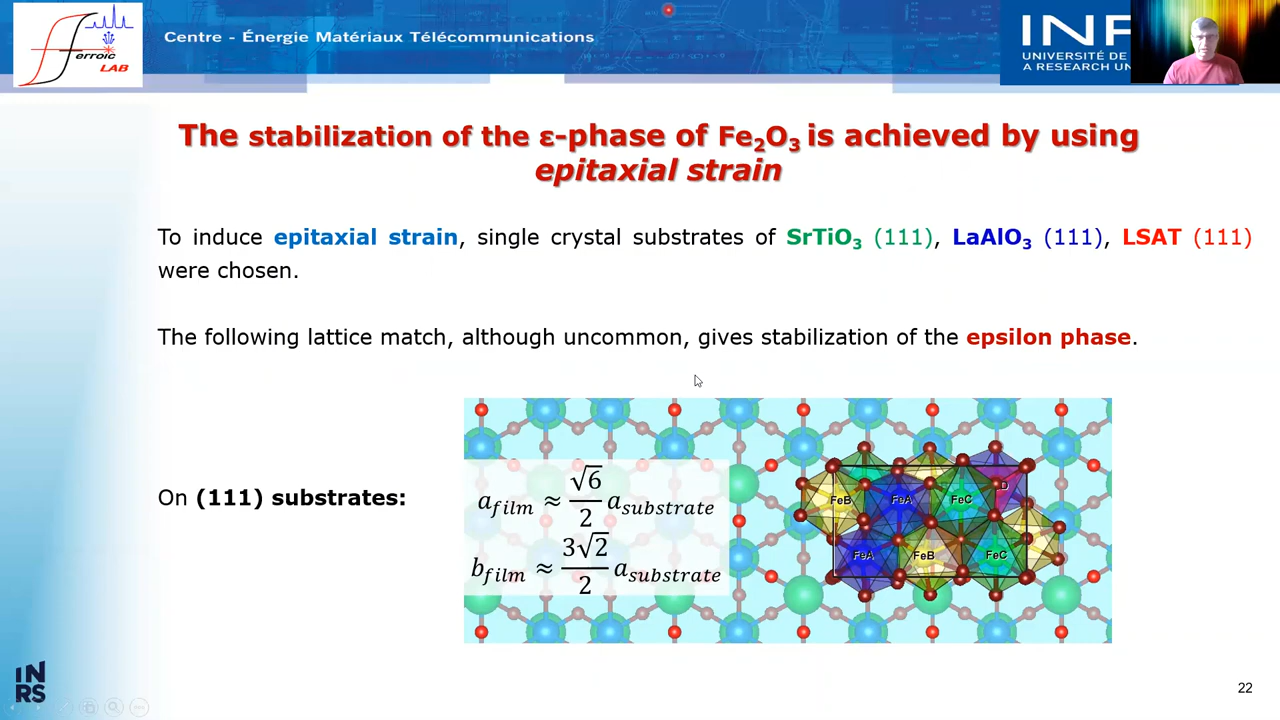 erroic
LAB
Centre - Énergie Matériaux Télécommunications
UNIVERSITÉ DE
A RESEARCH
The stabilization of the ε-phase of Fe₂O₃ is achieved by using
epitaxial strain
To induce epitaxial strain, single crystal substrates of SrTiO₃ (111), LaAlO₃ (111), LSAT (111)
were chosen.
The following lattice match, although uncommon, gives stabilization of the epsilon phase.
On (111) substrates:
a_film ≈ √6/2 a_substrate
b_film ≈ 3√2/2 a_substrate
FeB FeA FeC D
FeA FeB FeC
INRS
22